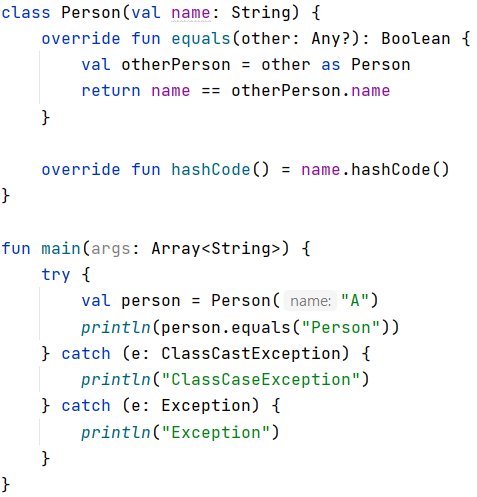 class Person(val name: String) {
    override fun equals(other: Any?): Boolean {
        val otherPerson = other as Person
        return name == otherPerson.name
    }

    override fun hashCode() = name.hashCode()
}

fun main(args: Array<String>) {
    try {
        val person = Person( name: "A")
        println(person.equals("Person"))
    } catch (e: ClassCastException) {
        println("ClassCaseException")
    } catch (e: Exception) {
        println("Exception")
    }
}